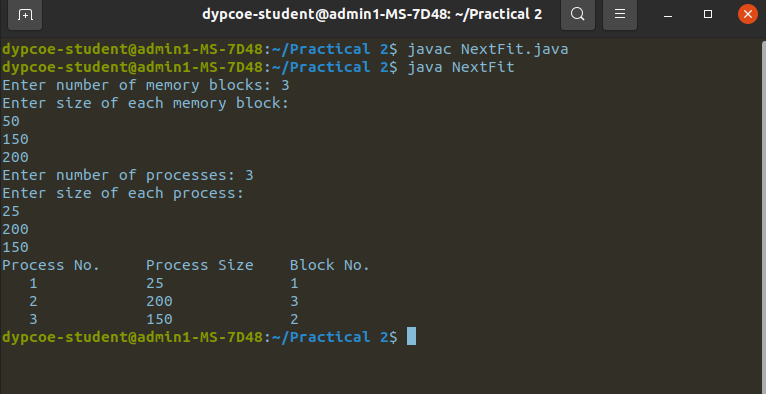 dypcoe-student@admin1-MS-7D48: ~/Practical 2
dypcoe-student@admin1-MS-7D48:~/Practical 2$ javac NextFit.java
dypcoe-student@admin1-MS-7D48:~/Practical 2$ java NextFit
Enter number of memory blocks: 3
Enter size of each memory block:
50
150
200
Enter number of processes: 3
Enter size of each process:
25
200
150
Process No.     Process Size    Block No.
   1            25              1
   2            200             3
   3            150             2
dypcoe-student@admin1-MS-7D48:~/Practical 2$